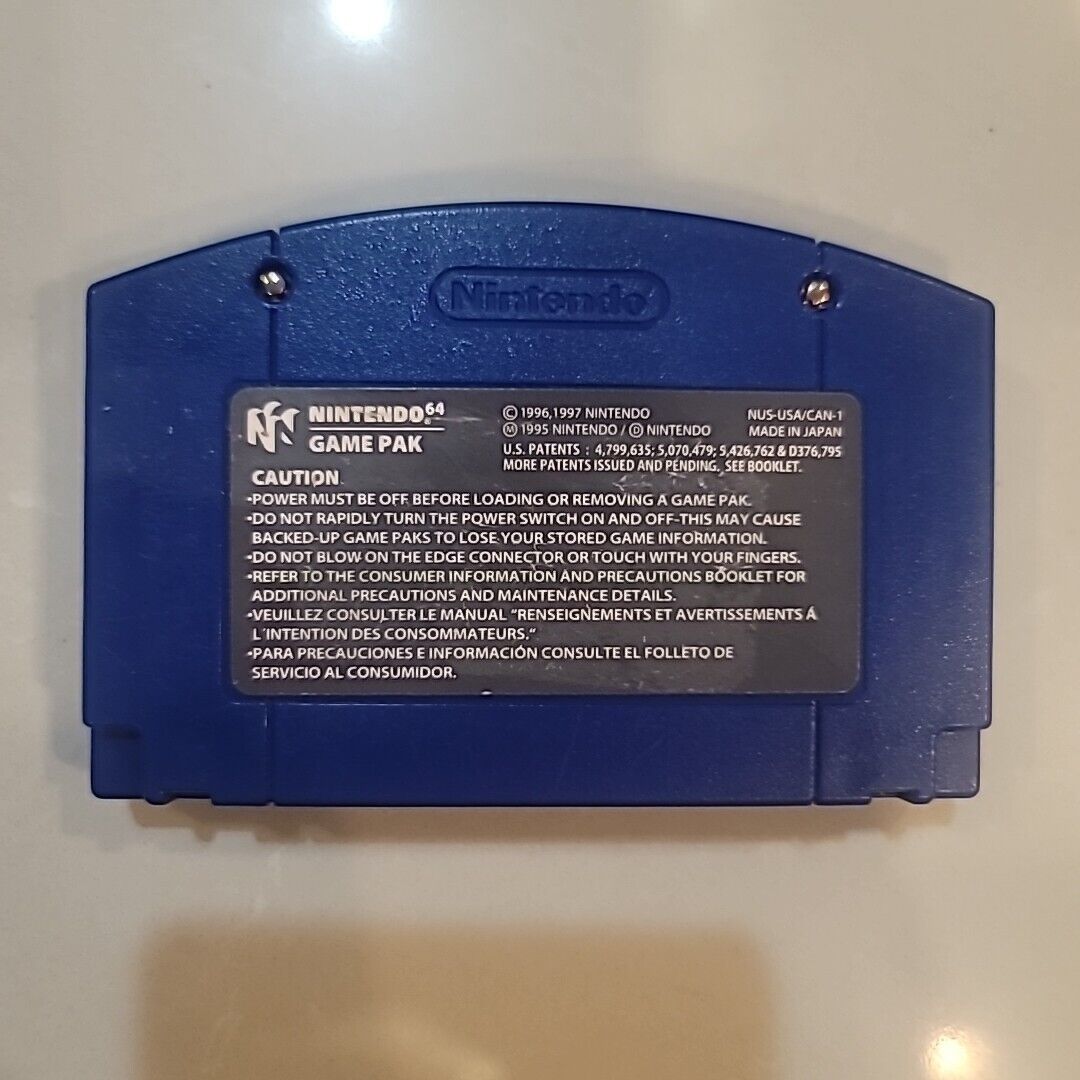 Nintendo
NINTENDO64
GAME PAK
© 1996,1997 NINTENDO
Ⓜ 1995 NINTENDO / Ⓓ NINTENDO
NUS-USA/CAN-1
MADE IN JAPAN
U.S. PATENTS : 4,799,635; 5,070,479; 5,426,762 & D376,795
MORE PATENTS ISSUED AND PENDING, SEE BOOKLET.
CAUTION
•POWER MUST BE OFF BEFORE LOADING OR REMOVING A GAME PAK.
•DO NOT RAPIDLY TURN THE POWER SWITCH ON AND OFF-THIS MAY CAUSE
BACKED-UP GAME PAKS TO LOSE YOUR STORED GAME INFORMATION.
•DO NOT BLOW ON THE EDGE CONNECTOR OR TOUCH WITH YOUR FINGERS.
•REFER TO THE CONSUMER INFORMATION AND PRECAUTIONS BOOKLET FOR
ADDITIONAL PRECAUTIONS AND MAINTENANCE DETAILS.
•VEUILLEZ CONSULTER LE MANUAL "RENSEIGNEMENTS ET AVERTISSEMENTS Á
L'INTENTION DES CONSOMMATEURS."
•PARA PRECAUCIONES E INFORMACIÓN CONSULTE EL FOLLETO DE
SERVICIO AL CONSUMIDOR.